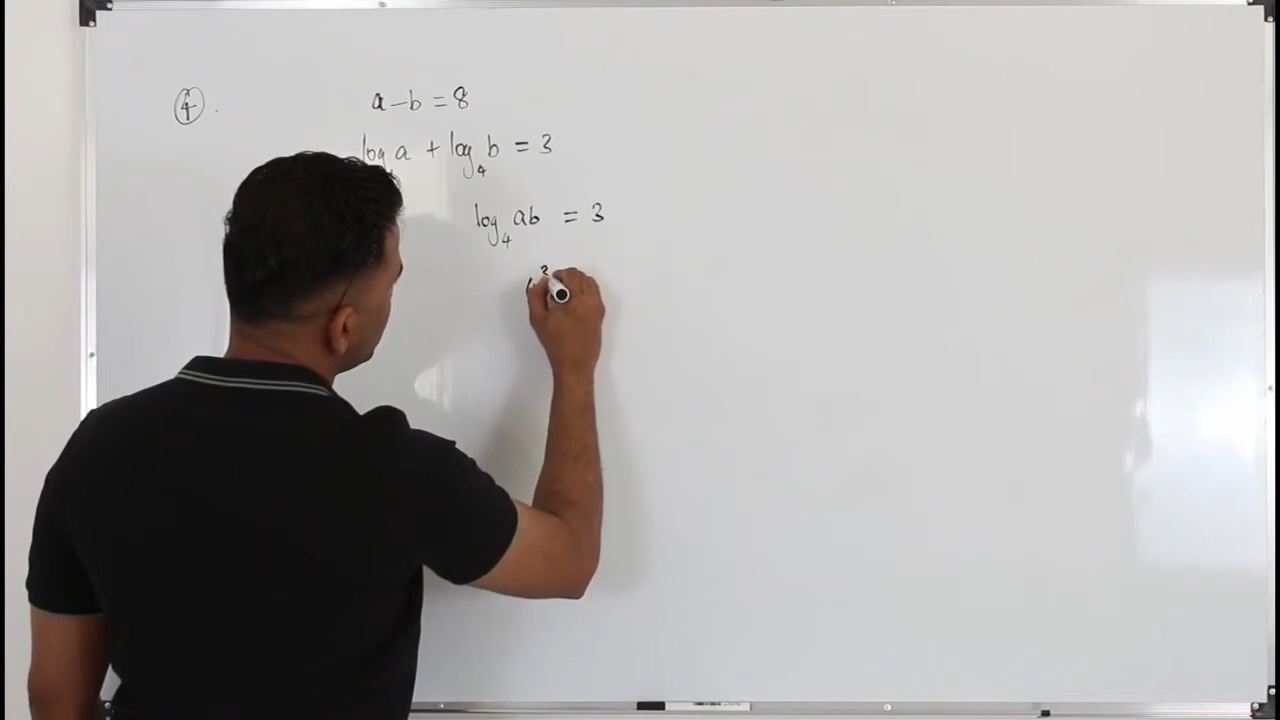 ④.
a - b = 8
log a + log₄ b = 3
log₄ ab = 3